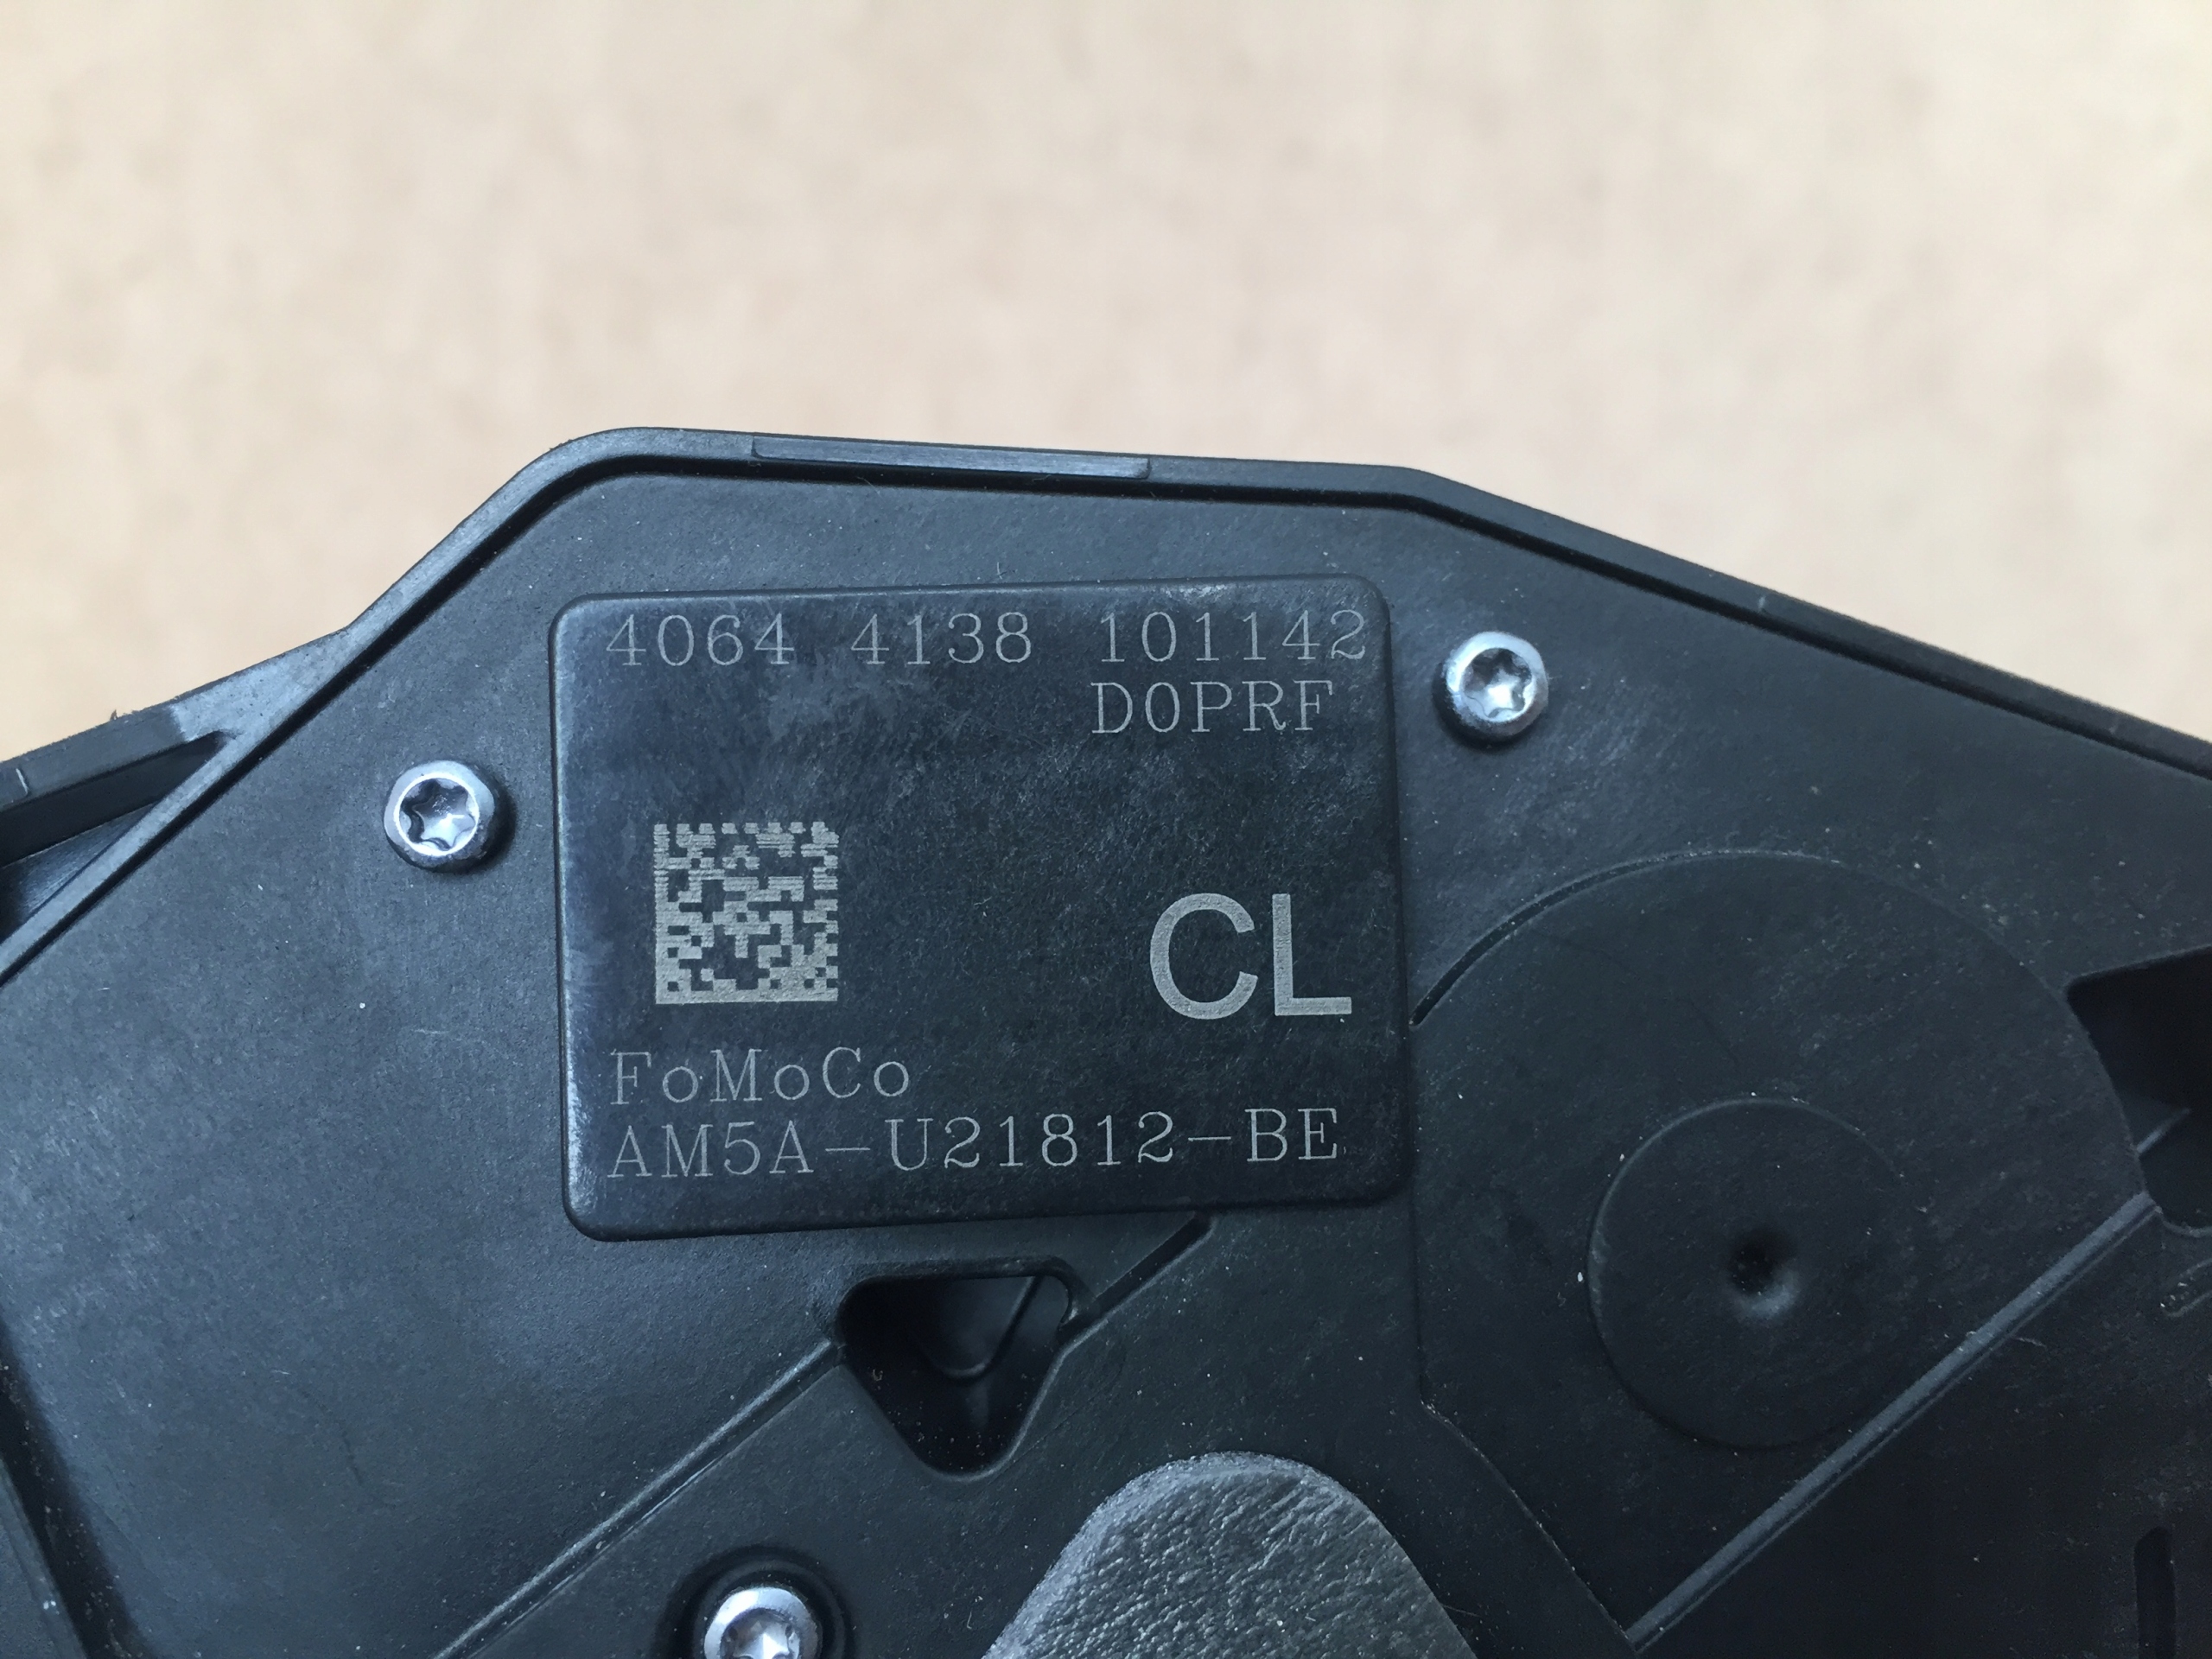 4064 4138 101142
D0PRF
CL
FoMoCo
AM5A-U21812-BE